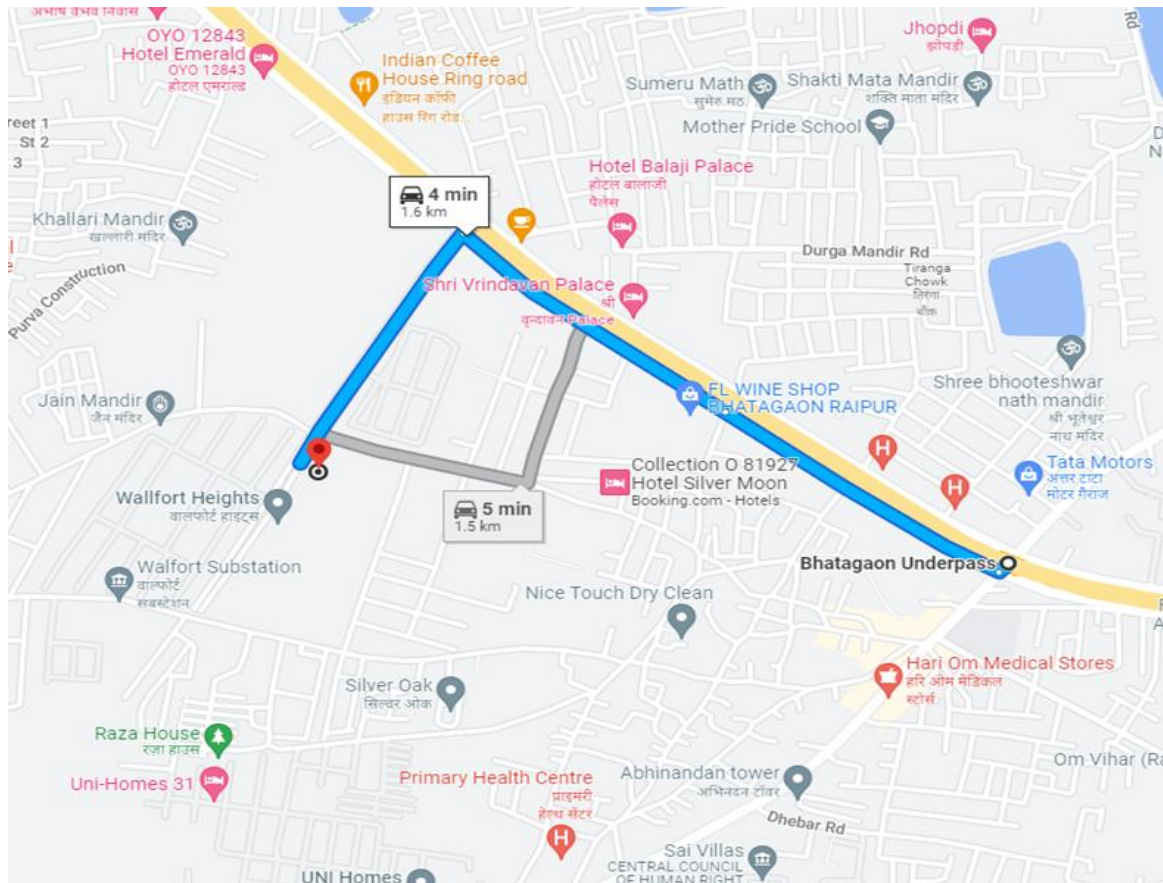 अभाष वैभव निवास
OYO 12843
Hotel Emerald
OYO 12843
होटल एमराल्ड
Indian Coffee
House Ring road
इंडियन कॉफी
हाउस रिंग रोड...
Jhopdi
झोपड़ी
Rd
Sumeru Math
सुमेरु मठ
Shakti Mata Mandir
शक्ति माता मंदिर
Mother Pride School
reet 1
St 2
3
Hotel Balaji Palace
होटल बालाजी
पैलेस
4 min
1.6 km
Khallari Mandir
खल्लारी मंदिर
Durga Mandir Rd
Tiranga
Chowk
तिरंगा
चौक
Purva Construction
Shri Vrindavan Palace
श्री
वृन्दावन Palace
FL WINE SHOP
BHATAGAON RAIPUR
Shree bhooteshwar
nath mandir
श्री भूतेश्वर
नाथ मंदिर
Jain Mandir
जैन मंदिर
Collection O 81927
Hotel Silver Moon
Booking.com - Hotels
Tata Motors
अत्तर टाटा
मोटर गैराज
Wallfort Heights
वालफोर्ट हाइट्स
5 min
1.5 km
Bhatagaon Underpass
Walfort Substation
वाल्फोर्ट
सबस्टेशन
Nice Touch Dry Clean
Hari Om Medical Stores
हरि ओम मेडिकल
स्टोर्स
Silver Oak
सिल्वर ओक
Raza House
रज़ा हाउस
Uni-Homes 31
Primary Health Centre
प्राइमरी
हेल्थ सेंटर
Abhinandan tower
अभिनंदन टॉवर
Om Vihar (Ra
Dhebar Rd
Sai Villas
CENTRAL COUNCIL
OF HUMAN RIGHT
UNI Homes